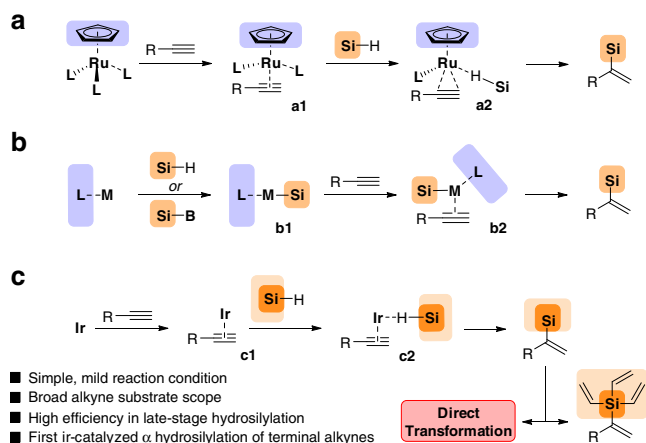 a
R
Ru
L
L
L
Si–H
Ru
L
L
R
a1
Ru
L
H
Si
R
a2
Si
R
b
L--M
Si–H
or
Si–B
L--M–Si
b1
R
Si–M
L
R
b2
Si
R
c
Ir
R
Ir
R
c1
Si–H
Ir---H
Si
R
c2
Si
R
Simple, mild reaction condition
Broad alkyne substrate scope
High efficiency in late-stage hydrosilylation
First ir-catalyzed α hydrosilylation of terminal alkynes
Direct
Transformation
Si
R